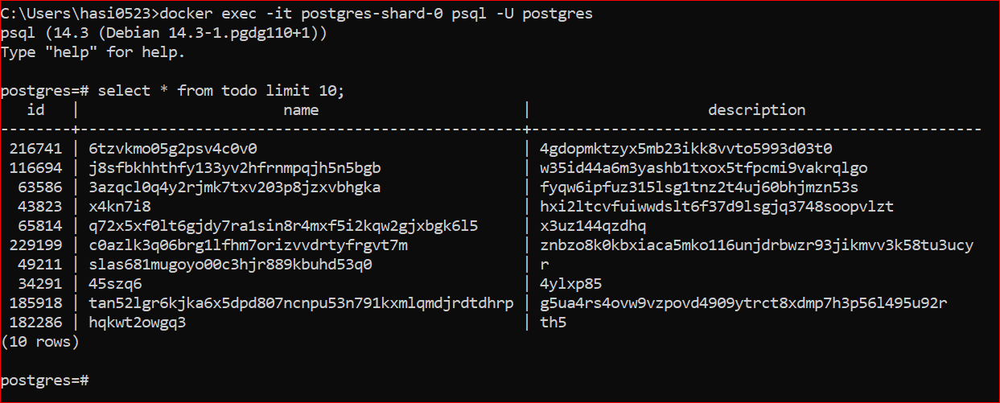 C:\Users\hasi0523>docker exec -it postgres-shard-0 psql -U postgres
psql (14.3 (Debian 14.3-1.pgdg110+1))
Type "help" for help.
postgres=# select * from todo limit 10;
   id   |                       name                       |                    description
--------+--------------------------------------------------+---------------------------------------------------
 216741 | 6tzvkmo05g2psv4c0v0                              | 4gdopmktzyx5mb23ikk8vvto5993d03t0
 116694 | j8sfbkhhthfy133yv2hfrnmpqjh5n5bgb                | w35id44a6m3yashb1txox5tfpcmi9vakrqlgo
  63586 | 3azqcl0q4y2rjmk7txv203p8jzxvbhgka                | fyqw6ipfuz315lsg1tnz2t4uj60bhjmzn53s
  43823 | x4kn7i8                                          | hxi2ltcvfuiwwdslt6f37d9lsgjq3748soopvlzt
  65814 | q72x5xf0lt6gjdy7ra1sin8r4mxf5i2kqw2gjxbgk6l5     | x3uz144qzdhq
 229199 | c0azlk3q06brg1lfhm7orizvvdrtyfrgvt7m             | znbzo8k0kbxiaca5mko116unjdrbwzr93jikmvv3k58tu3ucy
  49211 | slas681mugoyo00c3hjr889kbuhd53q0                 | r
  34291 | 45szq6                                           | 4ylxp85
 185918 | tan52lgr6kjka6x5dpd807ncnpu53n791kxmlqmdjrdtdhrp | g5ua4rs4ovw9vzpovd4909ytrct8xdmp7h3p56l495u92r
 182286 | hqkwt2owgq3                                      | th5
(10 rows)
postgres=#